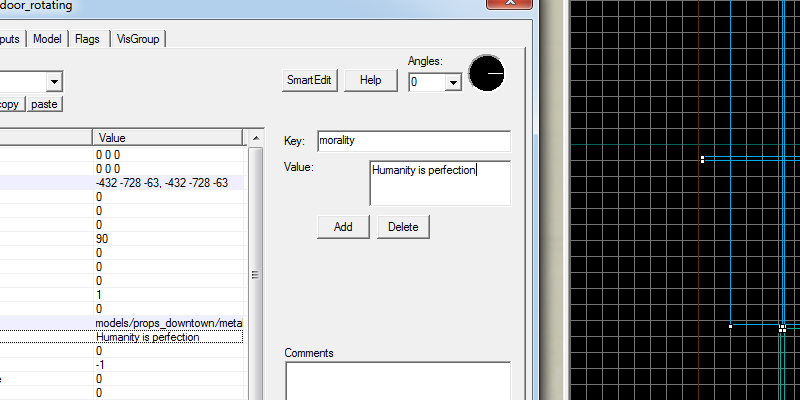 door_rotating
puts Model Flags VisGroup
Angles:
SmartEdit Help 0
copy paste
Value
Key: morality
0 0 0
0 0 0
Value: Humanity is perfection
-432 -728 -63, -432 -728 -63
0
0
0
Add Delete
90
0
0
0
1
0
models/props_downtown/meta
Humanity is perfection
0
Comments
-1
e 0
0